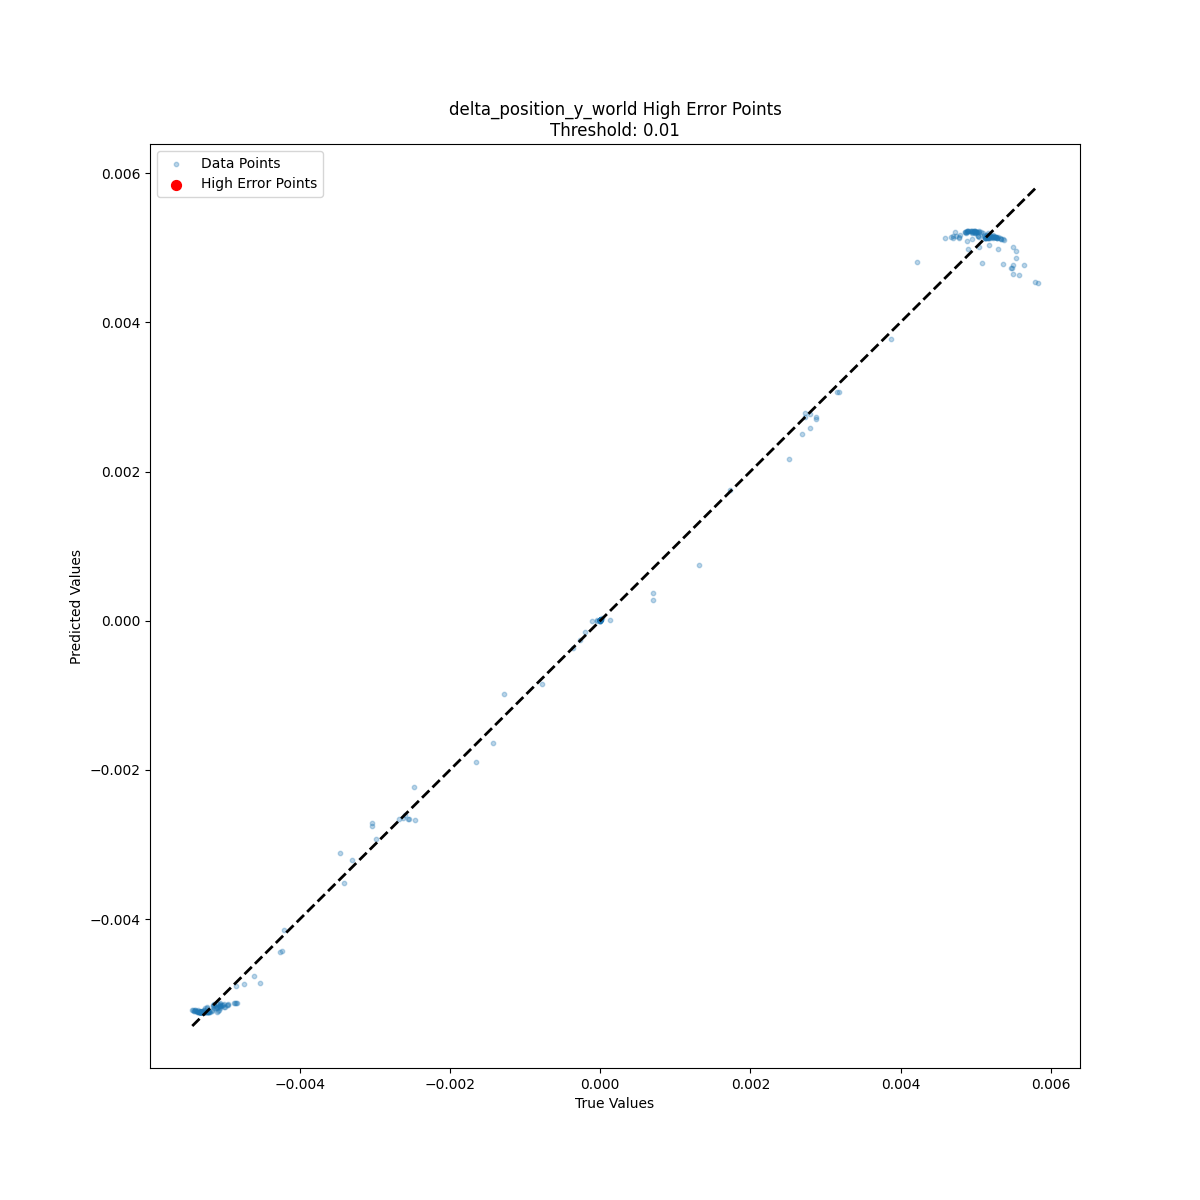 delta_position_y_world High Error Points
Threshold: 0.01
Data Points
High Error Points
0.006
0.004
0.002
0.000
−0.002
−0.004
Predicted Values
−0.004
−0.002
0.000
0.002
0.004
0.006
True Values